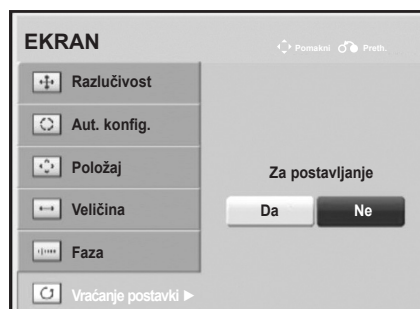 EKRAN
Pomakni Preth.
Razlučivost
Aut. konfig.
Položaj
Veličina
Faza
Vraćanje postavki ►
Za postavljanje
Da Ne